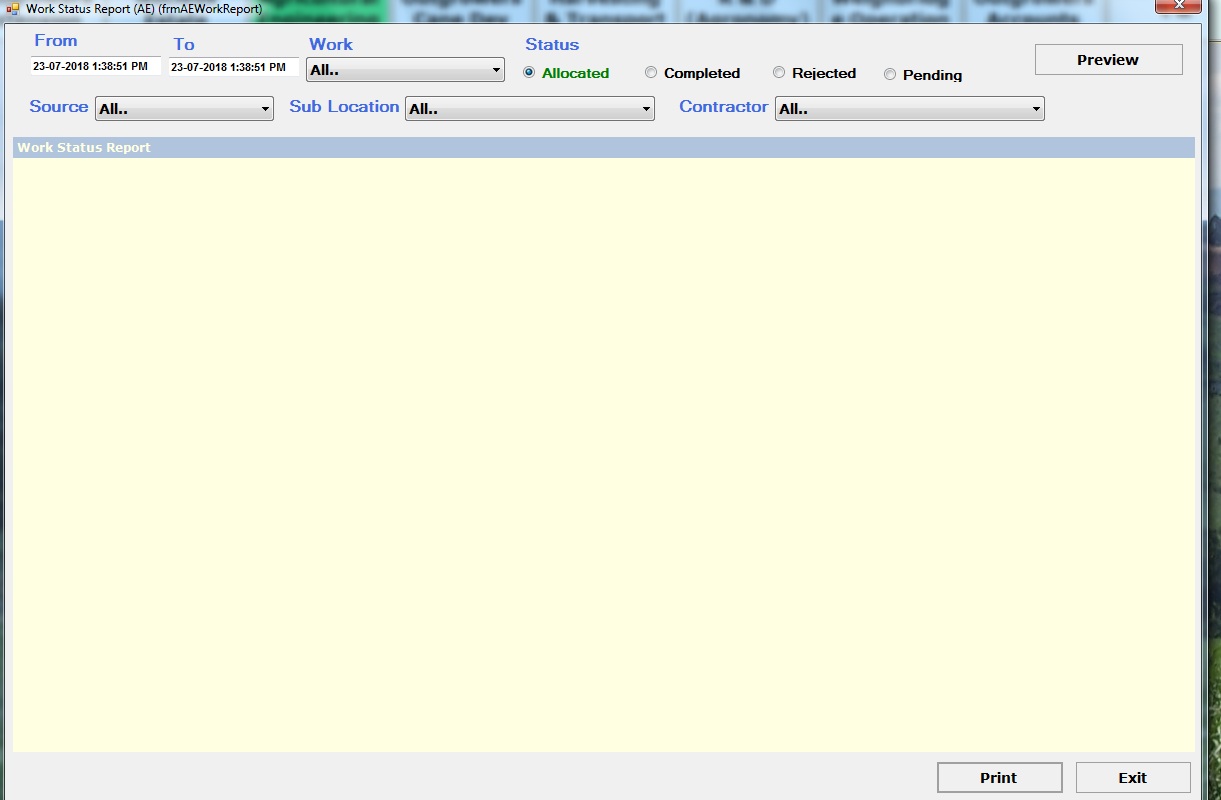 Work Status Report (AE) (frmAEWorkReport)
From To Work Status
23-07-2018 1:38:51 PM 23-07-2018 1:38:51 PM All.. Allocated Completed Rejected Pending Preview
Source All.. Sub Location All.. Contractor All..
Work Status Report
Print Exit